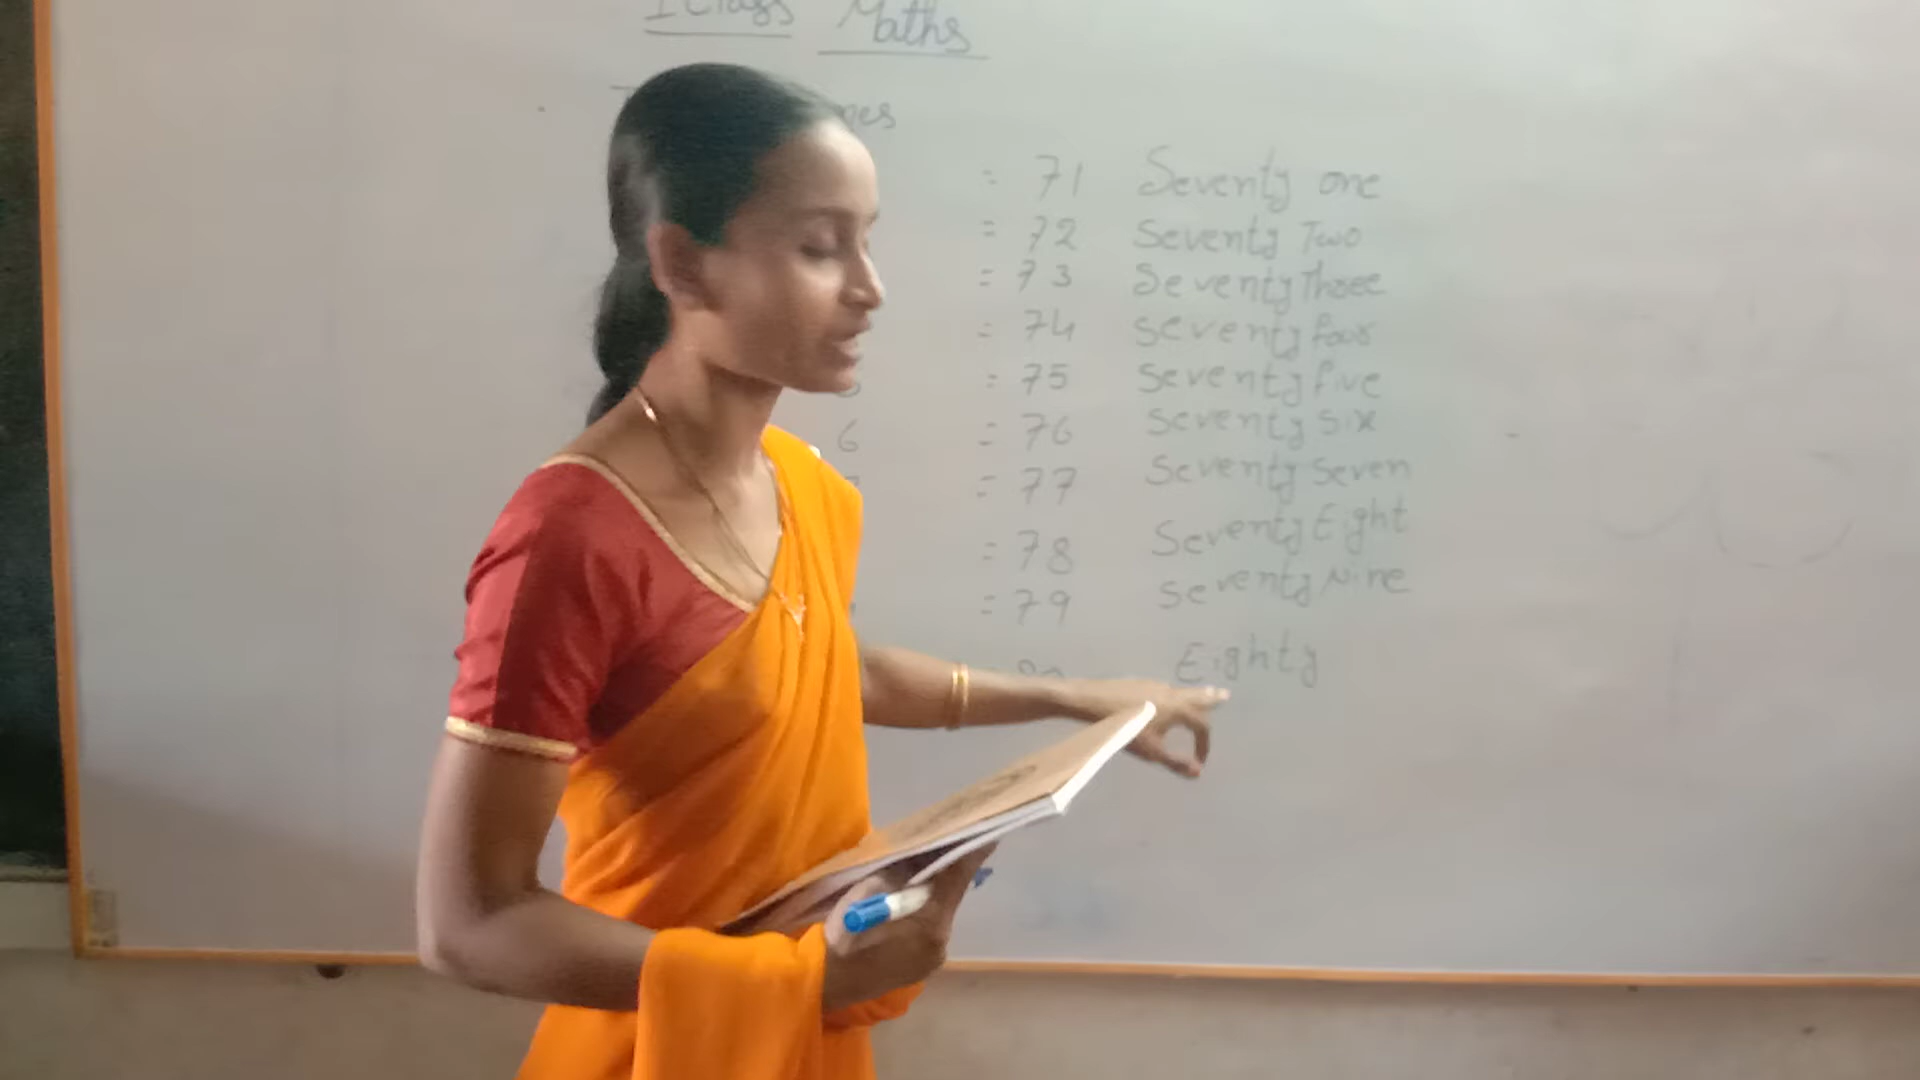 I Class Maths
= 71 Seventy one
= 72 Seventy Two
= 73 Seventy Three
= 74 Seventy four
= 75 Seventy five
6 = 76 Seventy Six
= 77 Seventy Seven
= 78 Seventy Eight
= 79 Seventy Nine
80 Eighty